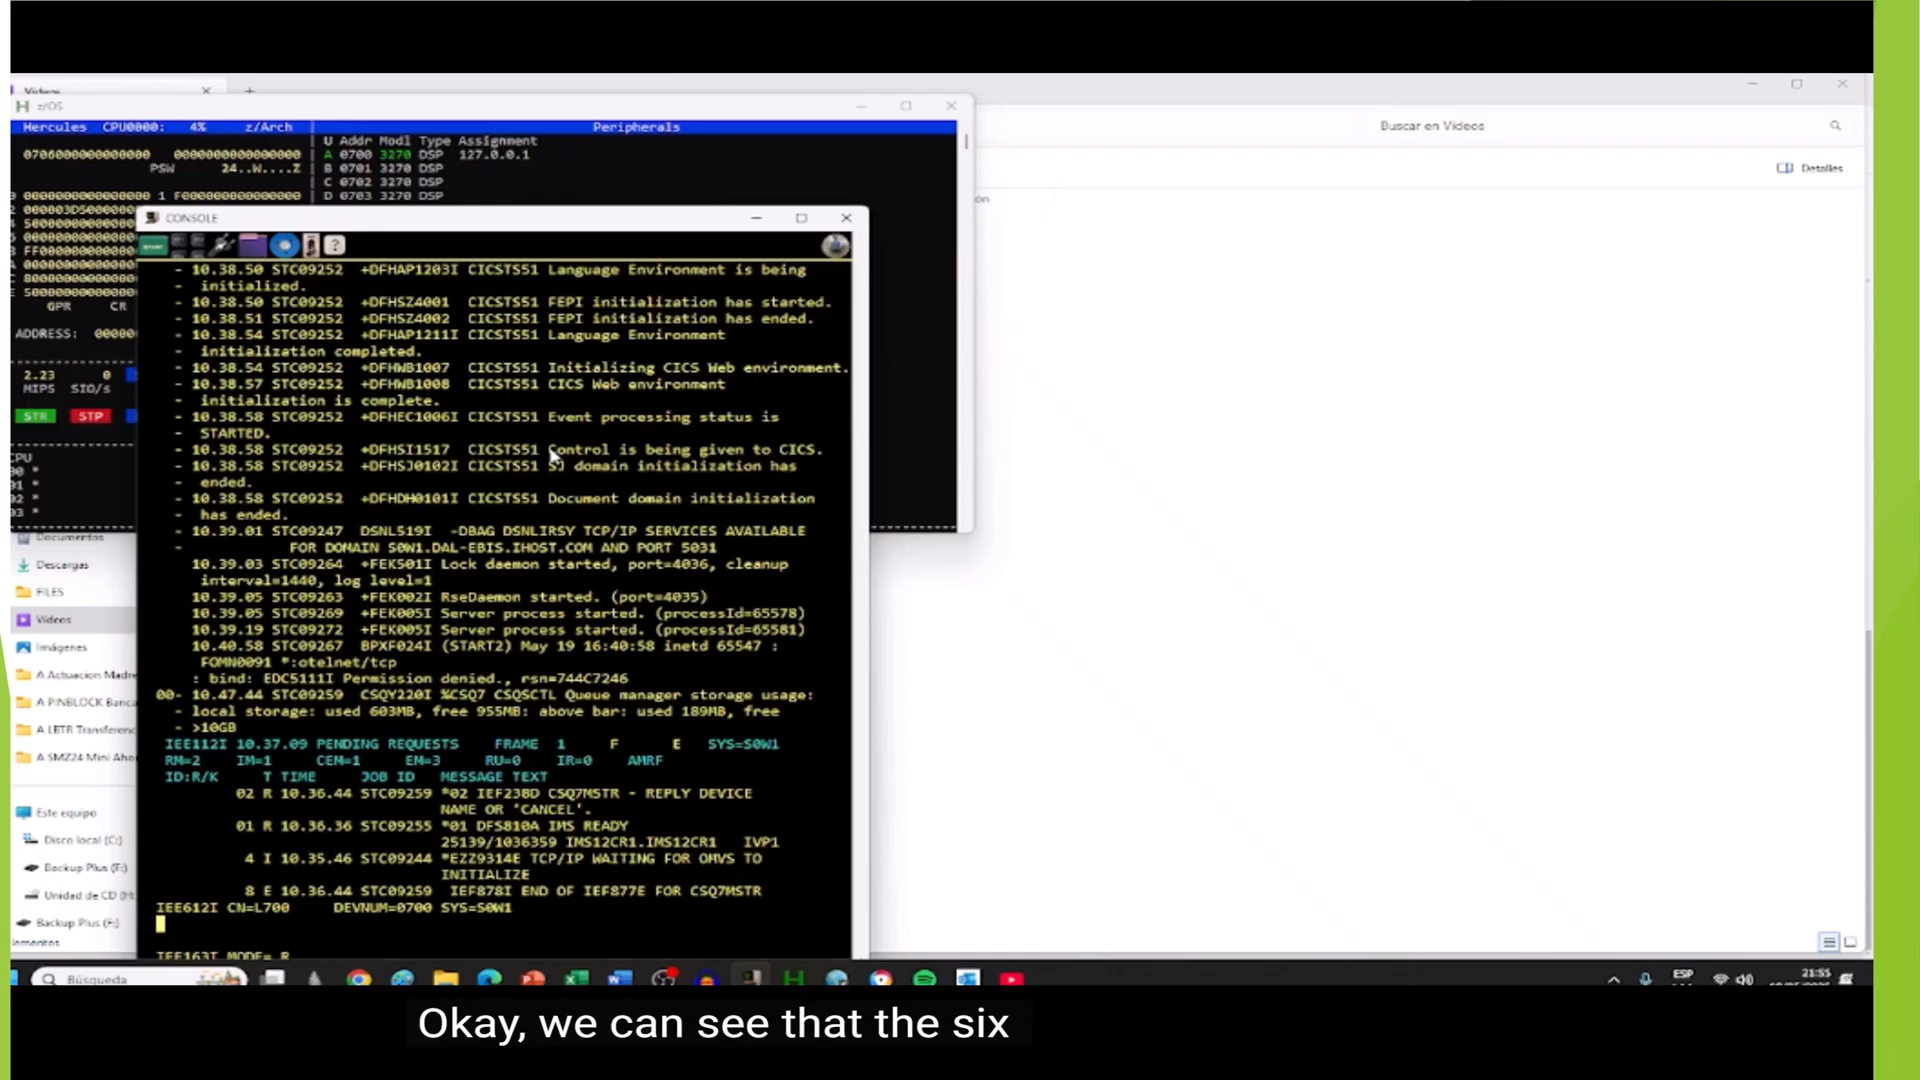 Vídeos
z/OS
Hercules CPU0000: 4% z/Arch
Peripherals
Buscar en Vídeos
Detalles
0706000000000000 0000000000000000
PSW 24..W....Z
U Addr Modl Type Assignment
A 0700 3270 DSP 127.0.0.1
B 0701 3270 DSP
C 0702 3270 DSP
D 0703 3270 DSP
GPR CR
ADDRESS:
2.23 0
MIPS SIO/s
STR STP
CPU
CONSOLE
- 10.38.50 STC09252 +DFHAP1203I CICSTS51 Language Environment is being
- initialized.
- 10.38.50 STC09252 +DFHSZ4001 CICSTS51 FEPI initialization has started.
- 10.38.51 STC09252 +DFHSZ4002 CICSTS51 FEPI initialization has ended.
- 10.38.54 STC09252 +DFHAP1211I CICSTS51 Language Environment
- initialization completed.
- 10.38.54 STC09252 +DFHWB1007 CICSTS51 Initializing CICS Web environment.
- 10.38.57 STC09252 +DFHWB1008 CICSTS51 CICS Web environment
- initialization is complete.
- 10.38.58 STC09252 +DFHEC1006I CICSTS51 Event processing status is
- STARTED.
- 10.38.58 STC09252 +DFHSI1517 CICSTS51 Control is being given to CICS.
- 10.38.58 STC09252 +DFHSJ0102I CICSTS51 SJ domain initialization has
- ended.
- 10.38.58 STC09252 +DFHDH0101I CICSTS51 Document domain initialization
- has ended.
- 10.39.01 STC09247 DSNL519I -DBAG DSNLIRSY TCP/IP SERVICES AVAILABLE
- FOR DOMAIN S0W1.DAL-EBIS.IHOST.COM AND PORT 5031
10.39.03 STC09264 +FEK501I Lock daemon started, port=4036, cleanup
interval=1440, log level=1
10.39.05 STC09263 +FEK002I RseDaemon started. (port=4035)
10.39.05 STC09269 +FEK005I Server process started. (processId=65578)
10.39.19 STC09272 +FEK005I Server process started. (processId=65581)
10.40.58 STC09267 BPXF024I (START2) May 19 16:40:58 inetd 65547 :
FOMN0091 *:otelnet/tcp
: bind: EDC5111I Permission denied., rsn=744C7246
00- 10.47.44 STC09259 CSQY220I %CSQ7 CSQSCTL Queue manager storage usage:
- local storage: used 603MB, free 955MB: above bar: used 189MB, free
- >10GB
IEE112I 10.37.09 PENDING REQUESTS FRAME 1 F E SYS=S0W1
RM=2 IM=1 CEM=1 EM=3 RU=0 IR=0 AMRF
ID:R/K T TIME JOB ID MESSAGE TEXT
02 R 10.36.44 STC09259 *02 IEF238D CSQ7MSTR - REPLY DEVICE
NAME OR 'CANCEL'.
01 R 10.36.36 STC09255 *01 DFS810A IMS READY
25139/1036359 IMS12CR1.IMS12CR1 IVP1
4 I 10.35.46 STC09244 *EZZ9314E TCP/IP WAITING FOR OMVS TO
INITIALIZE
8 E 10.36.44 STC09259 IEF878I END OF IEF877E FOR CSQ7MSTR
IEE612I CN=L700 DEVNUM=0700 SYS=S0W1
IEE163I MODE= R
Documentos
Descargas
FILES
Vídeos
Imágenes
A Actuacion Madre
A PINBLOCK Banca
A LBTR Transferenc
A SMZ24 Mini Aho
Este equipo
Disco local (C:)
Backup Plus (F:)
Unidad de CD (H:
Backup Plus (F:)
lementos
Búsqueda
ESP
21:55
Okay, we can see that the six